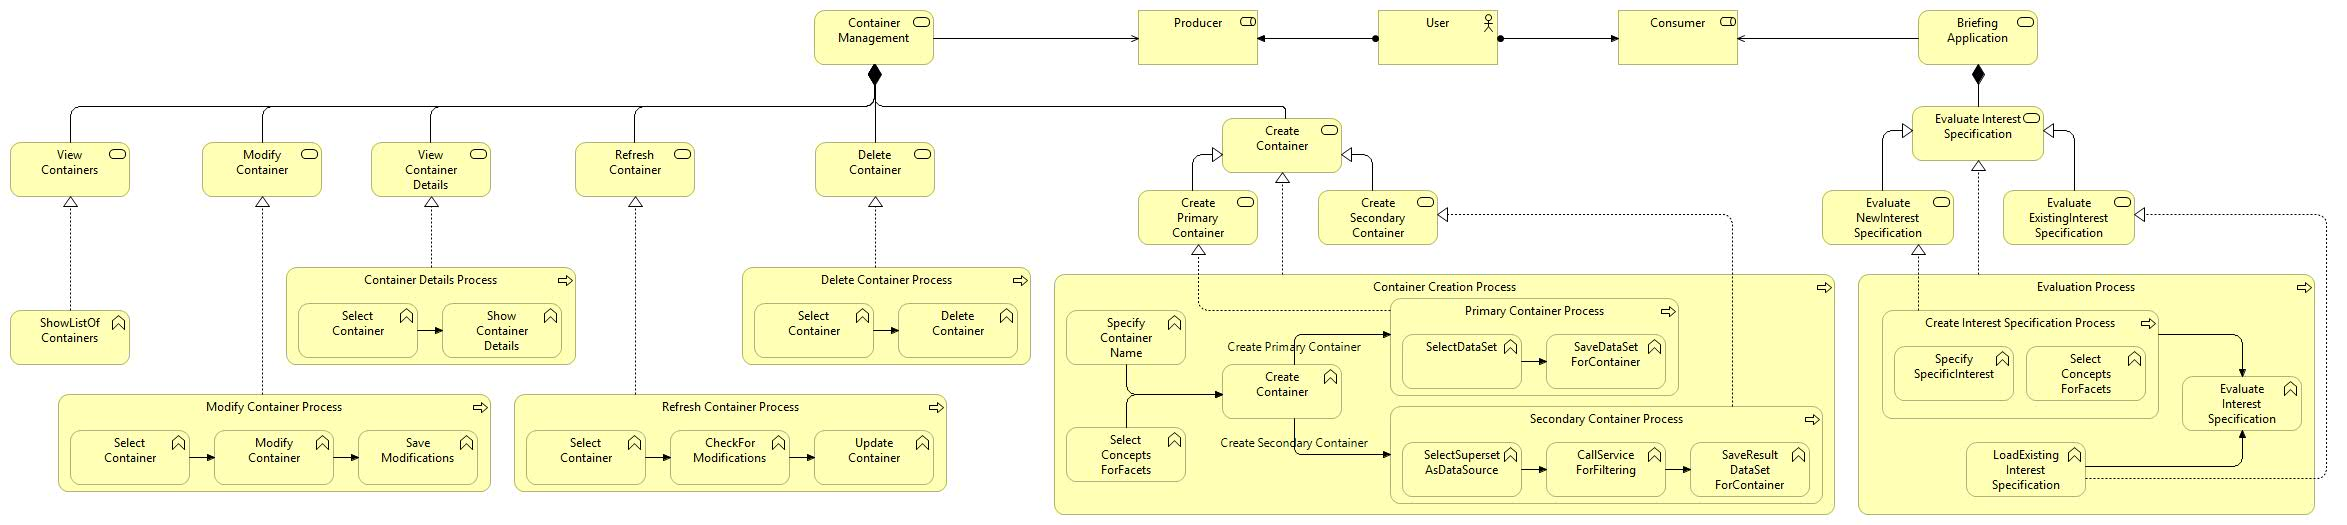 Container
Management
Producer
User
Consumer
Briefing
Application
View
Containers
Modify
Container
View
Container
Details
Refresh
Container
Delete
Container
Create
Container
Evaluate Interest
Specification
Create
Primary
Container
Create
Secondary
Container
Evaluate
NewInterest
Specification
Evaluate
ExistingInterest
Specification
ShowListOf
Containers
Container Details Process
Select
Container
Show
Container
Details
Delete Container Process
Select
Container
Delete
Container
Modify Container Process
Select
Container
Modify
Container
Save
Modifications
Refresh Container Process
Select
Container
CheckFor
Modifications
Update
Container
Container Creation Process
Specify
Container
Name
Select
Concepts
ForFacets
Create
Container
Create Primary Container
Create Secondary Container
Primary Container Process
SelectDataSet
SaveDataSet
ForContainer
Secondary Container Process
SelectSuperset
AsDataSource
CallService
ForFiltering
SaveResult
DataSet
ForContainer
Evaluation Process
Create Interest Specification Process
Specify
SpecificInterest
Select
Concepts
ForFacets
Evaluate
Interest
Specification
LoadExisting
Interest
Specification